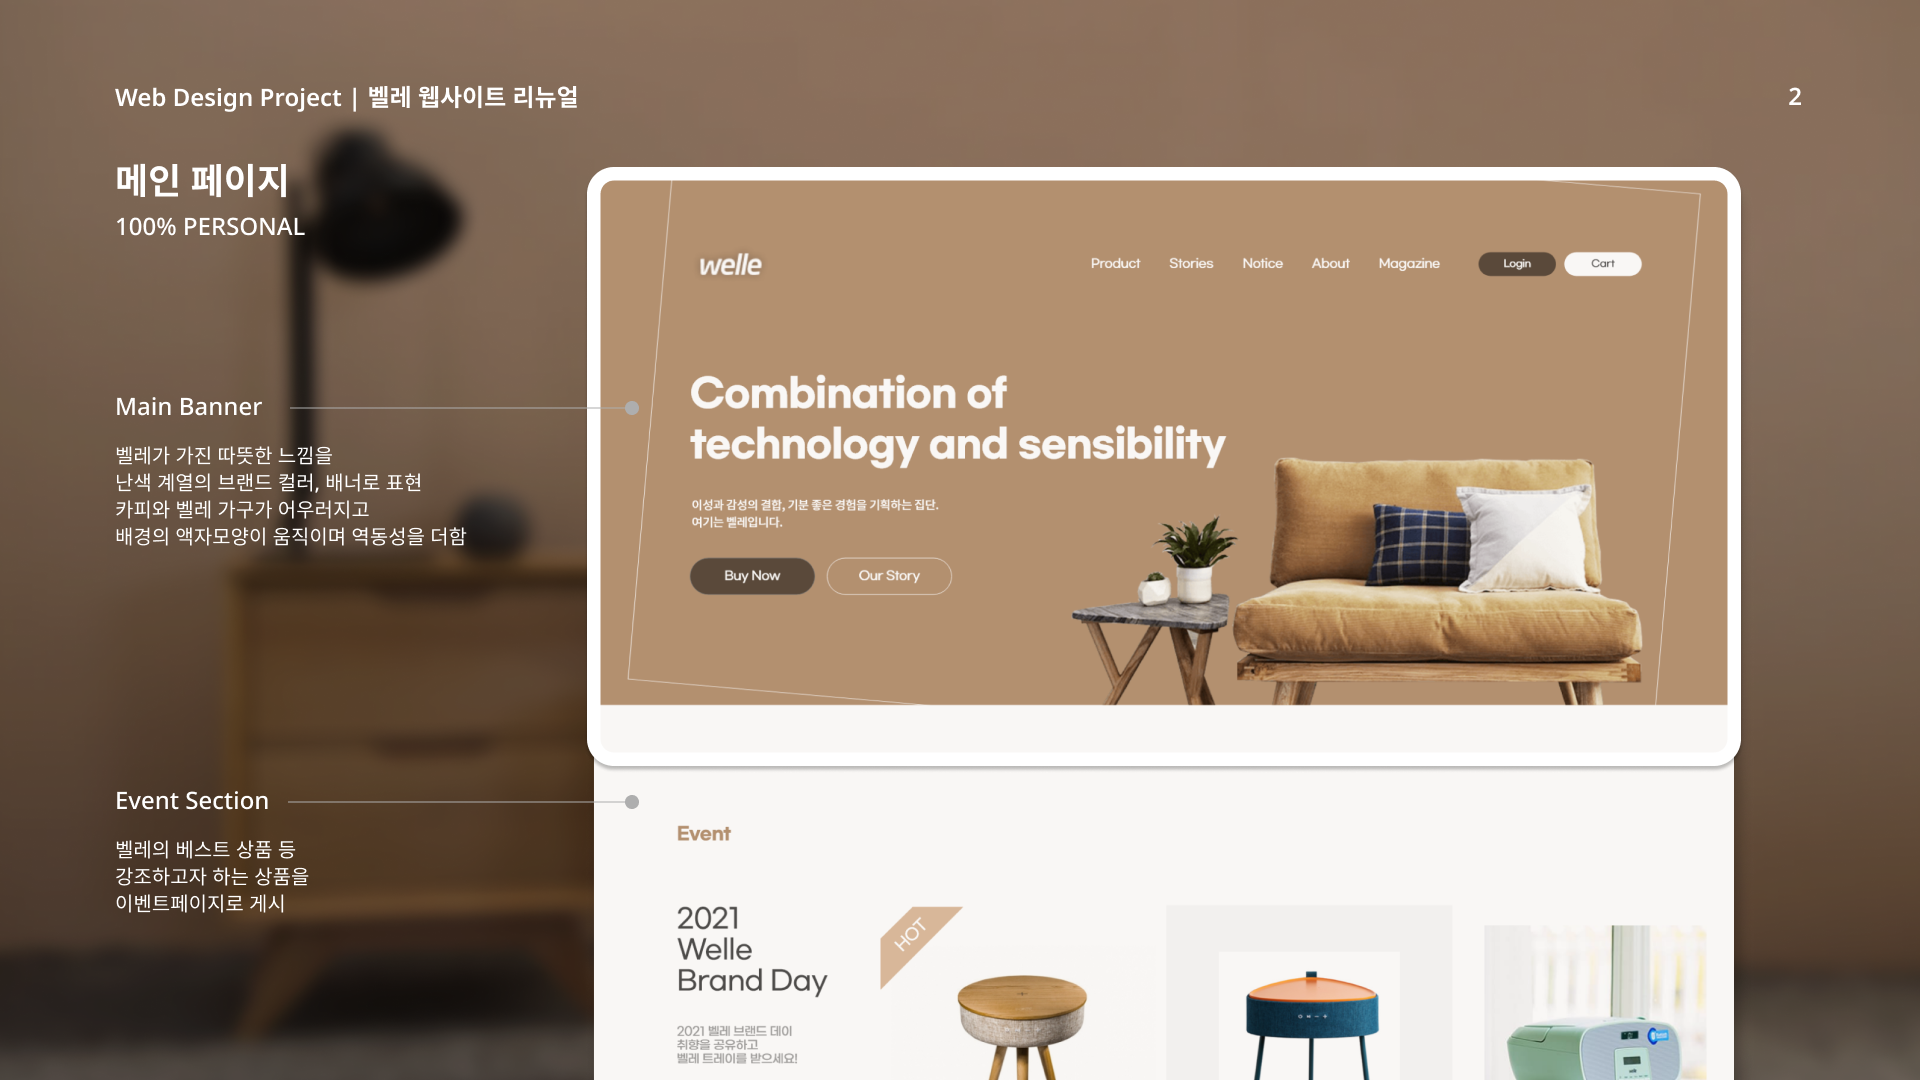 Web Design Project | 벨레 웹사이트 리뉴얼
2
메인 페이지
100% PERSONAL
welle
Product Stories Notice About Magazine Login Cart
Combination of
technology and sensibility
이성과 감성의 결합, 기분 좋은 경험을 기획하는 집단.
여기는 벨레입니다.
Buy Now Our Story
Main Banner
벨레가 가진 따뜻한 느낌을
난색 계열의 브랜드 컬러, 배너로 표현
카피와 벨레 가구가 어우러지고
배경의 액자모양이 움직이며 역동성을 더함
Event Section
벨레의 베스트 상품 등
강조하고자 하는 상품을
이벤트페이지로 게시
Event
2021
Welle
Brand Day
2021 벨레 브랜드 데이
취향을 공유하고
벨레 트레이를 받으세요!
HOT